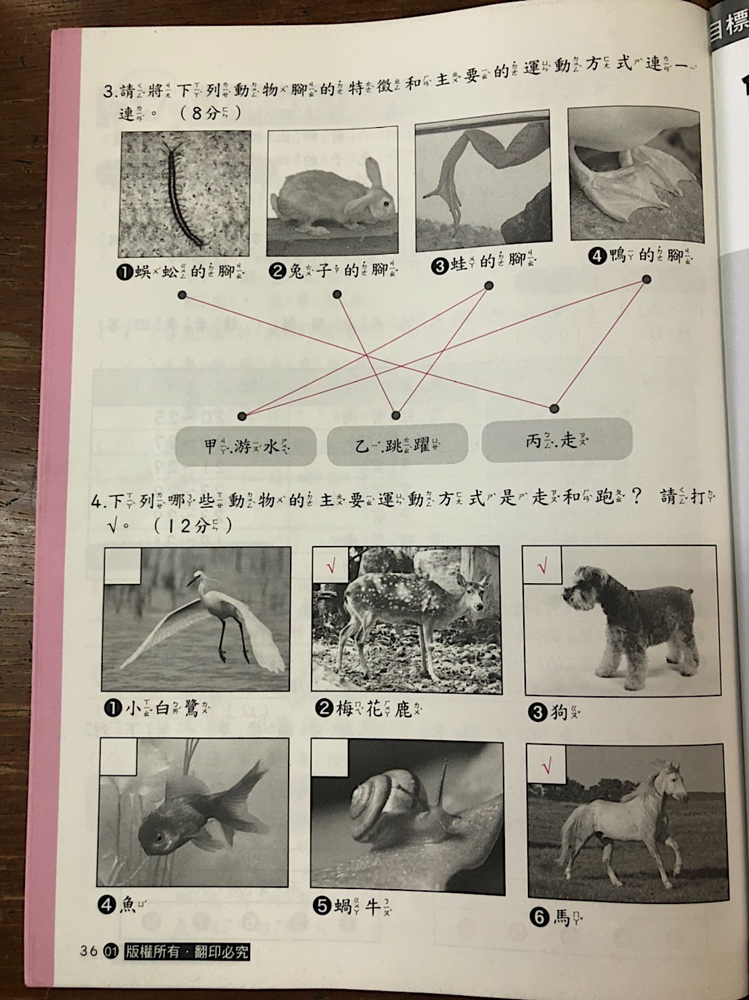 目標
3.請將下列動物腳的特徵和主要的運動方式連一
連。（8分）
❶蜈蚣的腳
❷兔子的腳
❸蛙的腳
❹鴨的腳
甲.游水
乙.跳躍
丙.走
4.下列哪些動物的主要運動方式是走和跑？ 請打
√。（12分）
√
√
❶小白鷺
❷梅花鹿
❸狗
√
❹魚
❺蝸牛
❻馬
36 01 版權所有．翻印必究